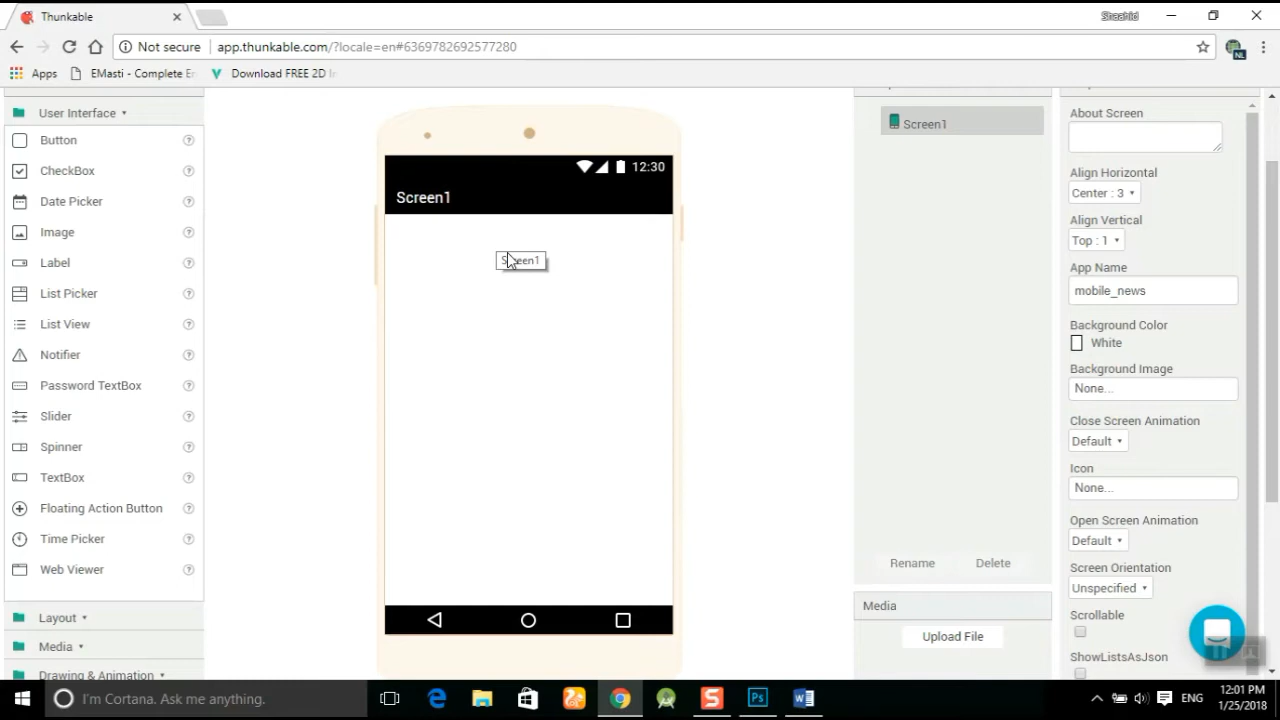 Thunkable
Shaahid
Not secure
app.thunkable.com/?locale=en#6369782692577280
Apps
EMasti - Complete En
Download FREE 2D
NL
User Interface
Button
CheckBox
Date Picker
Image
Label
List Picker
List View
Notifier
Password TextBox
Slider
Spinner
TextBox
Floating Action Button
Time Picker
Web Viewer
Layout
Media
Drawing & Animation
12:30
Screen1
Screen1
Screen1
Rename
Delete
Media
Upload File
About Screen
Align Horizontal
Center : 3
Align Vertical
Top : 1
App Name
mobile_news
Background Color
White
Background Image
None...
Close Screen Animation
Default
Icon
None...
Open Screen Animation
Default
Screen Orientation
Unspecified
Scrollable
ShowListsAsJson
I'm Cortana. Ask me anything.
ENG
12:01 PM
1/25/2018